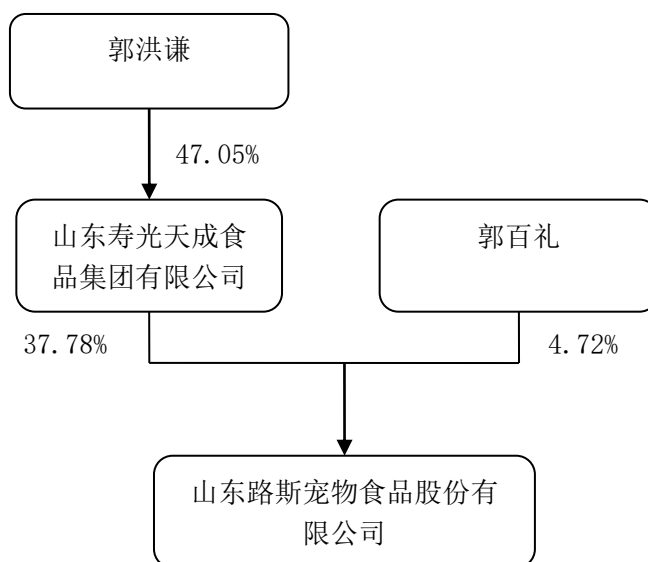 郭洪谦
47.05%
山东寿光天成食
品集团有限公司
郭百礼
37.78%
4.72%
山东路斯宠物食品股份有
限公司